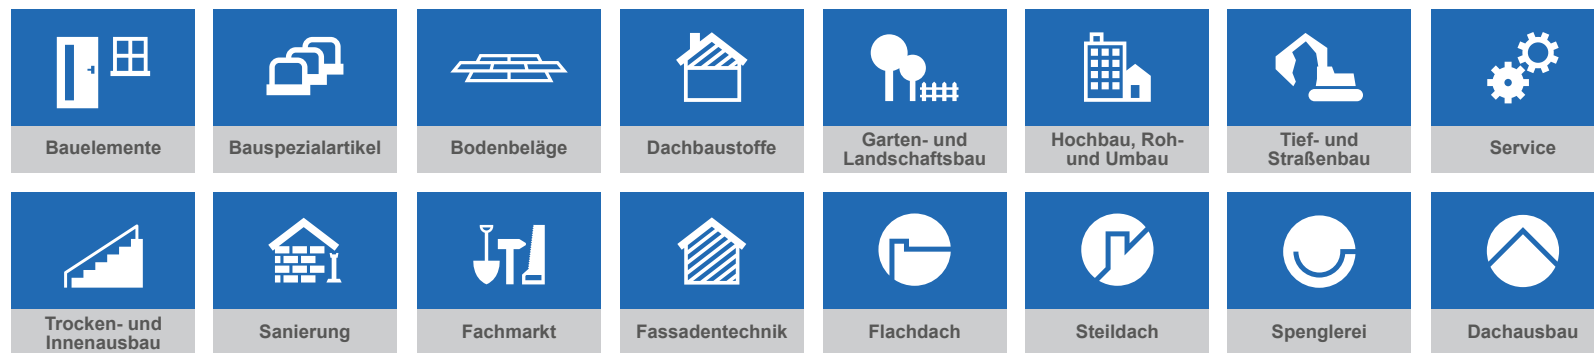 Bauelemente
Bauspezialartikel
Bodenbeläge
Dachbaustoffe
Garten- und
Landschaftsbau
Hochbau, Roh-
und Umbau
Tief- und
Straßenbau
Service
Trocken- und
Innenausbau
Sanierung
Fachmarkt
Fassadentechnik
Flachdach
Steildach
Spenglerei
Dachausbau